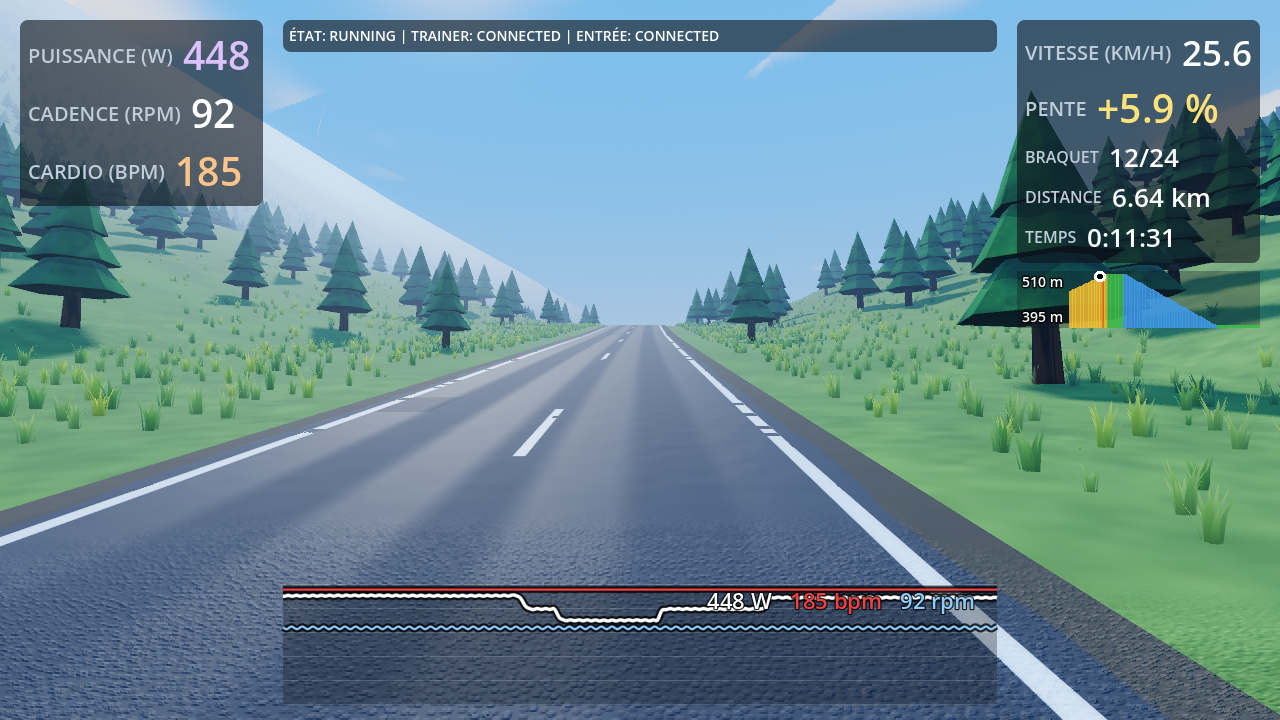 PUISSANCE (W) 448
CADENCE (RPM) 92
CARDIO (BPM) 185
ÉTAT: RUNNING | TRAINER: CONNECTED | ENTRÉE: CONNECTED
VITESSE (KM/H) 25.6
PENTE +5.9 %
BRAQUET 12/24
DISTANCE 6.64 km
TEMPS 0:11:31
510 m
395 m
448 W 185 bpm 92 rpm